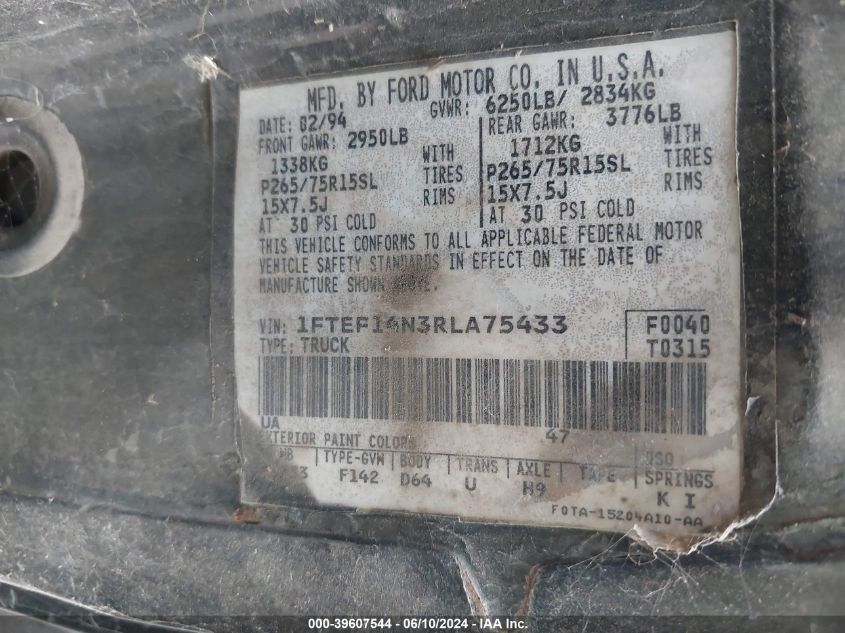 MFD. BY FORD MOTOR CO. IN U.S.A.
DATE: 02/94 GVWR: 6250LB/ 2834KG
FRONT GAWR: 2950LB REAR GAWR: 3776LB
1338KG WITH 1712KG WITH
P265/75R15SL TIRES P265/75R15SL TIRES
15X7.5J RIMS 15X7.5J RIMS
AT 30 PSI COLD AT 30 PSI COLD
THIS VEHICLE CONFORMS TO ALL APPLICABLE FEDERAL MOTOR
VEHICLE SAFETY STANDARDS IN EFFECT ON THE DATE OF
MANUFACTURE SHOWN ABOVE.
VIN: 1FTEF14N3RLA75433 F0040
TYPE: TRUCK T0315
UA 47
EXTERIOR PAINT COLORS DSO
WB TYPE-GVW BODY TRANS AXLE TAPE SPRINGS
F142 D64 U H9 K I
F0TA-15204A10-AA
000-39607544 - 06/10/2024 - IAA Inc.